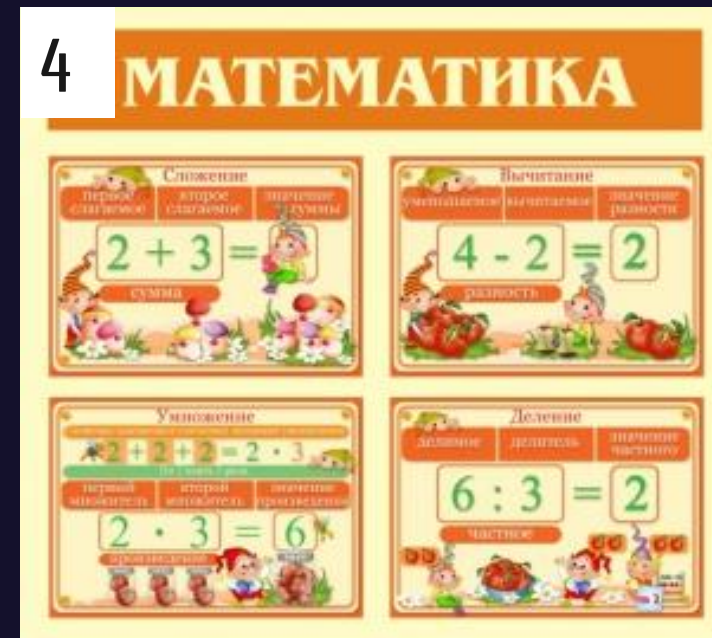 4
МАТЕМАТИКА
Сложение
первое слагаемое
второе слагаемое
значение суммы
2 + 3 =
сумма
Вычитание
уменьшаемое
вычитаемое
значение разности
4 - 2 = 2
разность
Умножение
2 + 2 + 2 = 2 · 3
первый множитель
второй множитель
значение произведения
2 · 3 = 6
произведение
Деление
делимое
делитель
значение частного
6 : 3 = 2
частное